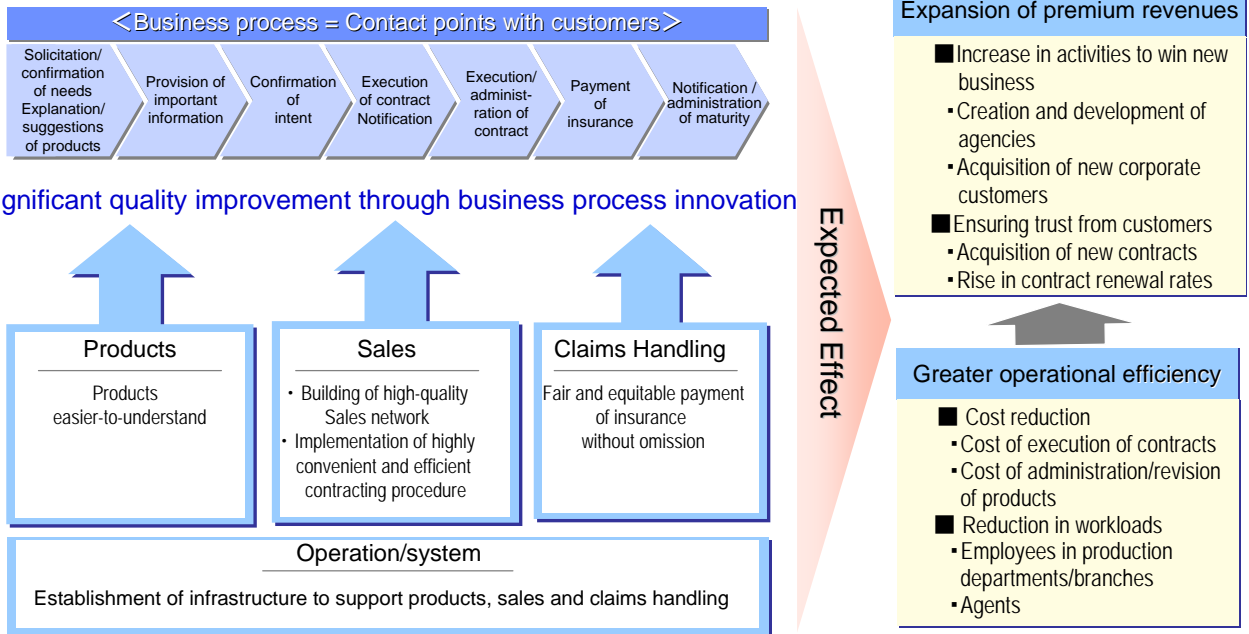 <Business process = Contact points with customers>
Solicitation/
confirmation
of needs
Explanation/
suggestions
of products
Provision of
important
information
Confirmation
of
intent
Execution
of contract
Notification
Execution/
administ-
ration of
contract
Payment
of
insurance
Notification /
administration
of maturity
gnificant quality improvement through business process innovation
Products
Products
easier-to-understand
Sales
・Building of high-quality
Sales network
・Implementation of highly
convenient and efficient
contracting procedure
Claims Handling
Fair and equitable payment
of insurance
without omission
Operation/system
Establishment of infrastructure to support products, sales and claims handling
Expected Effect
Expansion of premium revenues
■Increase in activities to win new
business
・Creation and development of
agencies
・Acquisition of new corporate
customers
■Ensuring trust from customers
・Acquisition of new contracts
・Rise in contract renewal rates
Greater operational efficiency
■ Cost reduction
・Cost of execution of contracts
・Cost of administration/revision
of products
■ Reduction in workloads
・Employees in production
departments/branches
・Agents